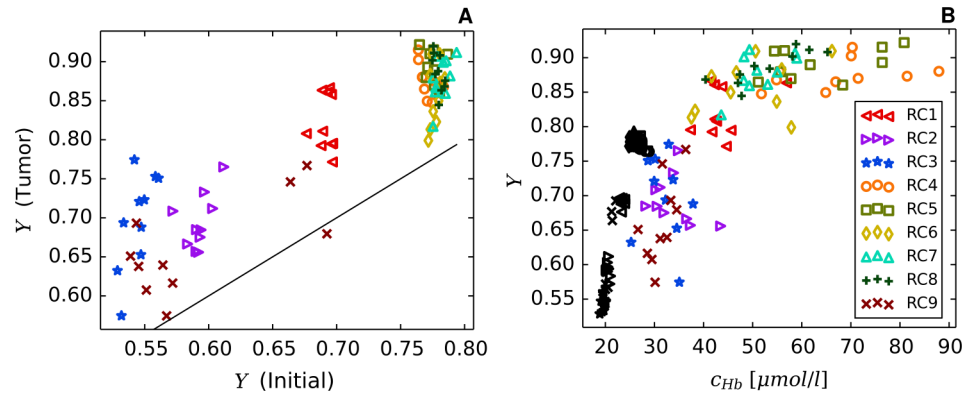 A
0.90
0.85
0.80
0.75
0.70
0.65
0.60
Y (Tumor)
0.55 0.60 0.65 0.70 0.75 0.80
Y (Initial)
B
0.90
0.85
0.80
0.75
0.70
0.65
0.60
0.55
Y
RC1
RC2
RC3
RC4
RC5
RC6
RC7
RC8
RC9
20 30 40 50 60 70 80 90
c_{Hb} [μmol/l]